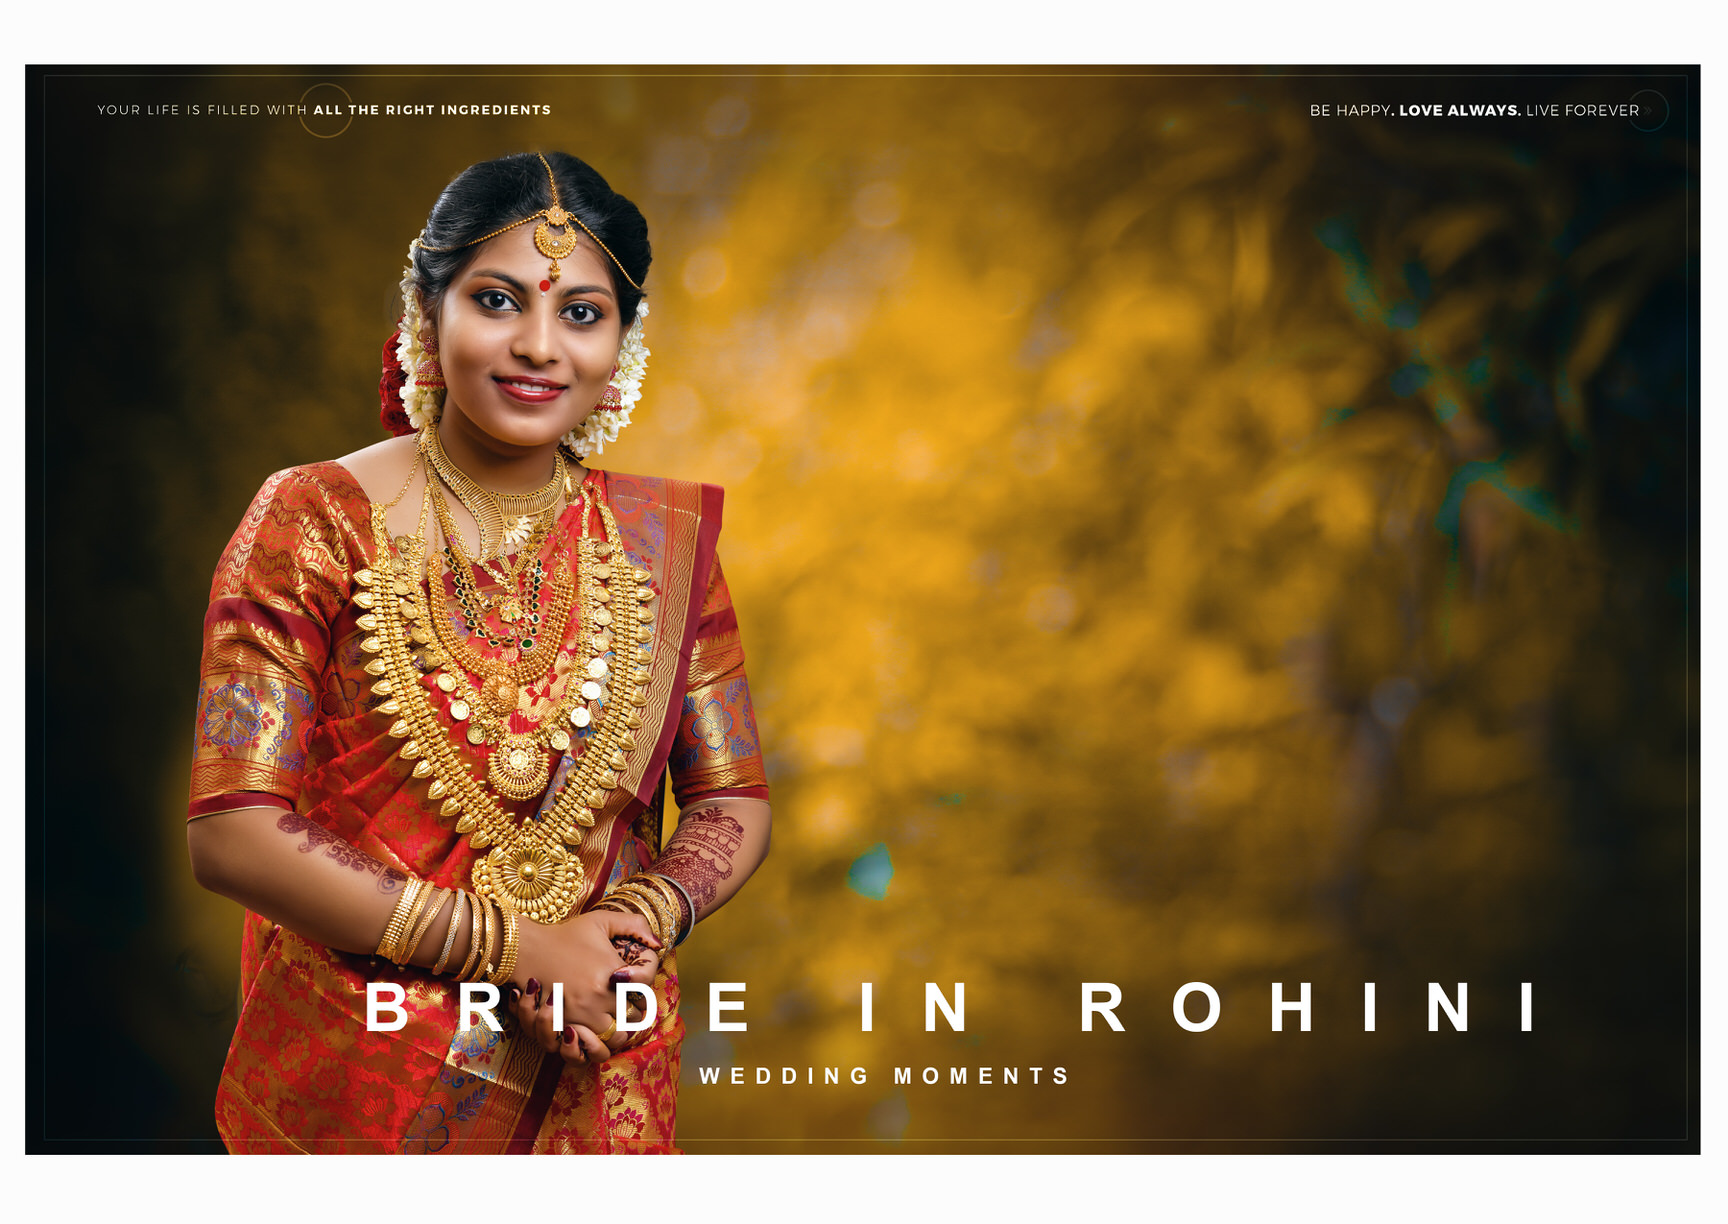 YOUR LIFE IS FILLED WITH ALL THE RIGHT INGREDIENTS
BE HAPPY. LOVE ALWAYS. LIVE FOREVER »
BRIDE IN ROHINI
WEDDING MOMENTS